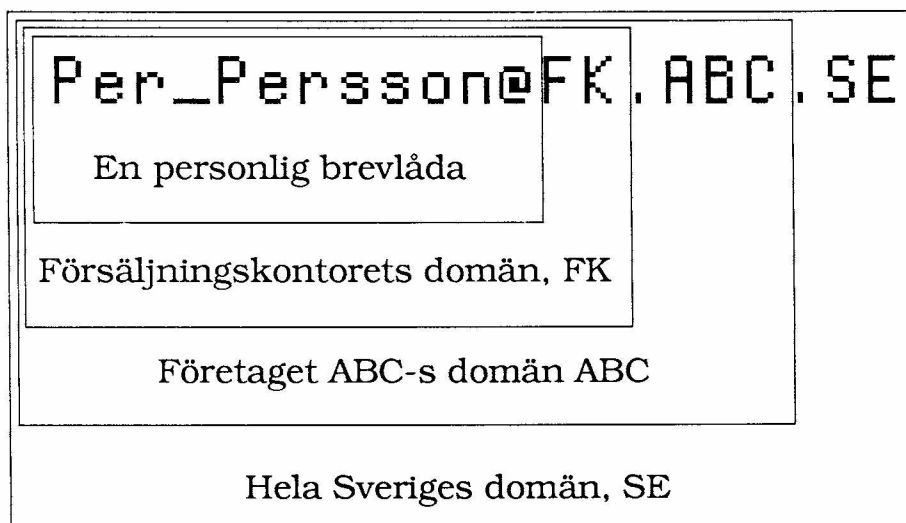 Per_Persson@FK.ABC.SE
En personlig brevlåda
Försäljningskontorets domän, FK
Företaget ABC-s domän ABC
Hela Sveriges domän, SE